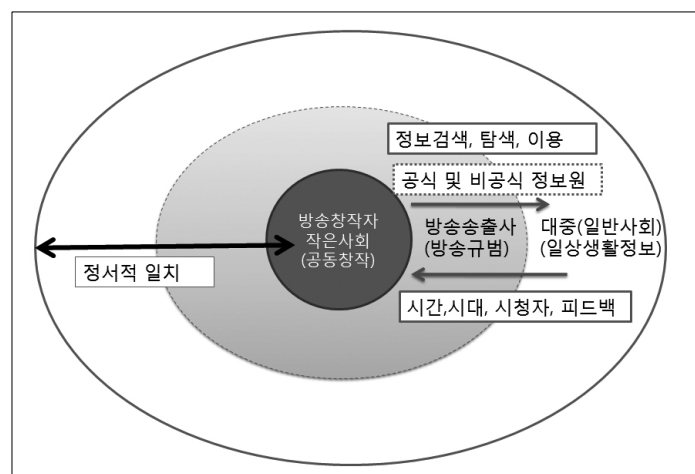 정보검색, 탐색, 이용
공식 및 비공식 정보원
방송창작자
작은사회
(공동창작)
방송송출사
(방송규범)
대중(일반사회)
(일상생활정보)
정서적 일치
시간,시대, 시청자, 피드백